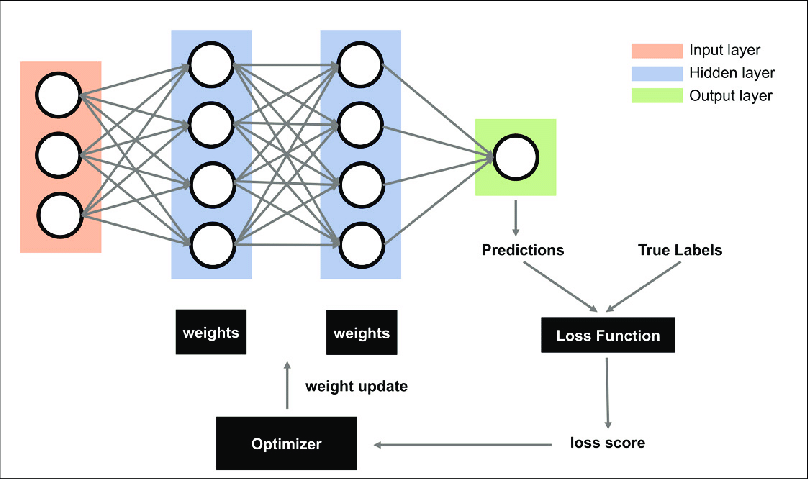 Input layer
Hidden layer
Output layer
Predictions
True Labels
weights
weights
Loss Function
weight update
Optimizer
loss score